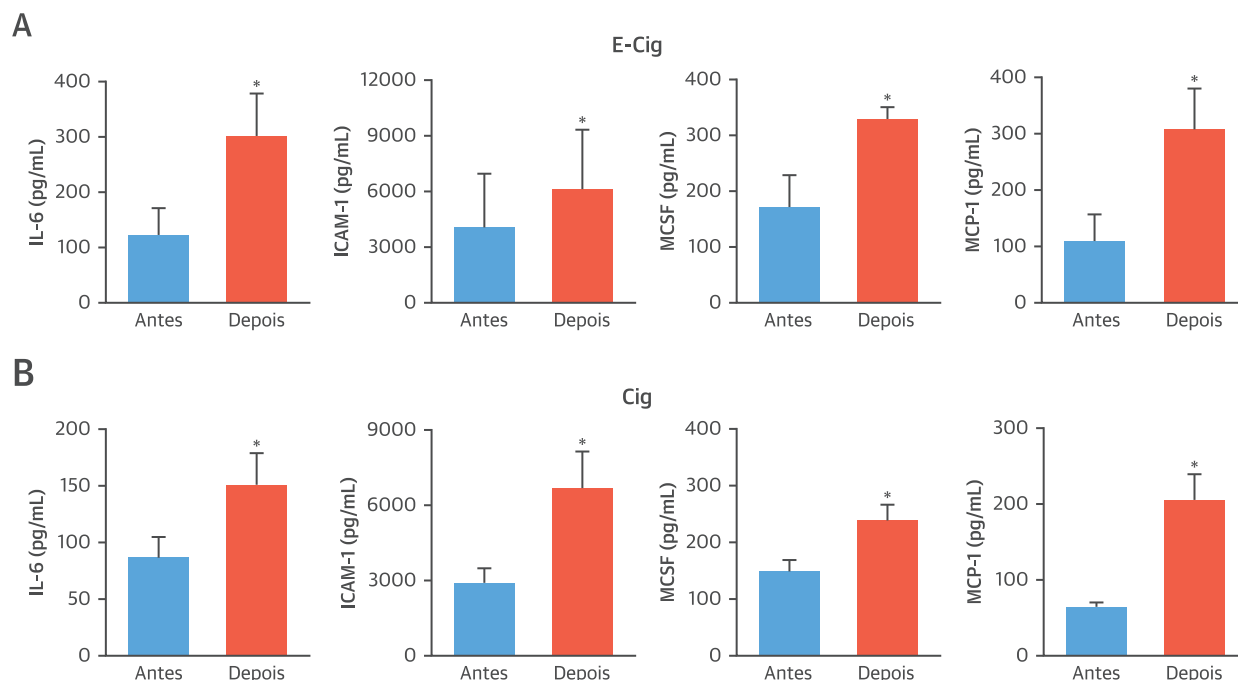 A
E-Cig
IL-6 (pg/mL)
400
300
200
100
0
*
Antes
Depois
ICAM-1 (pg/mL)
12000
9000
6000
3000
0
*
Antes
Depois
MCSF (pg/mL)
400
300
200
100
0
*
Antes
Depois
MCP-1 (pg/mL)
400
300
200
100
0
*
Antes
Depois
B
Cig
IL-6 (pg/mL)
200
150
100
50
0
*
Antes
Depois
ICAM-1 (pg/mL)
9000
6000
3000
0
*
Antes
Depois
MCSF (pg/mL)
400
300
200
100
0
*
Antes
Depois
MCP-1 (pg/mL)
300
200
100
0
*
Antes
Depois